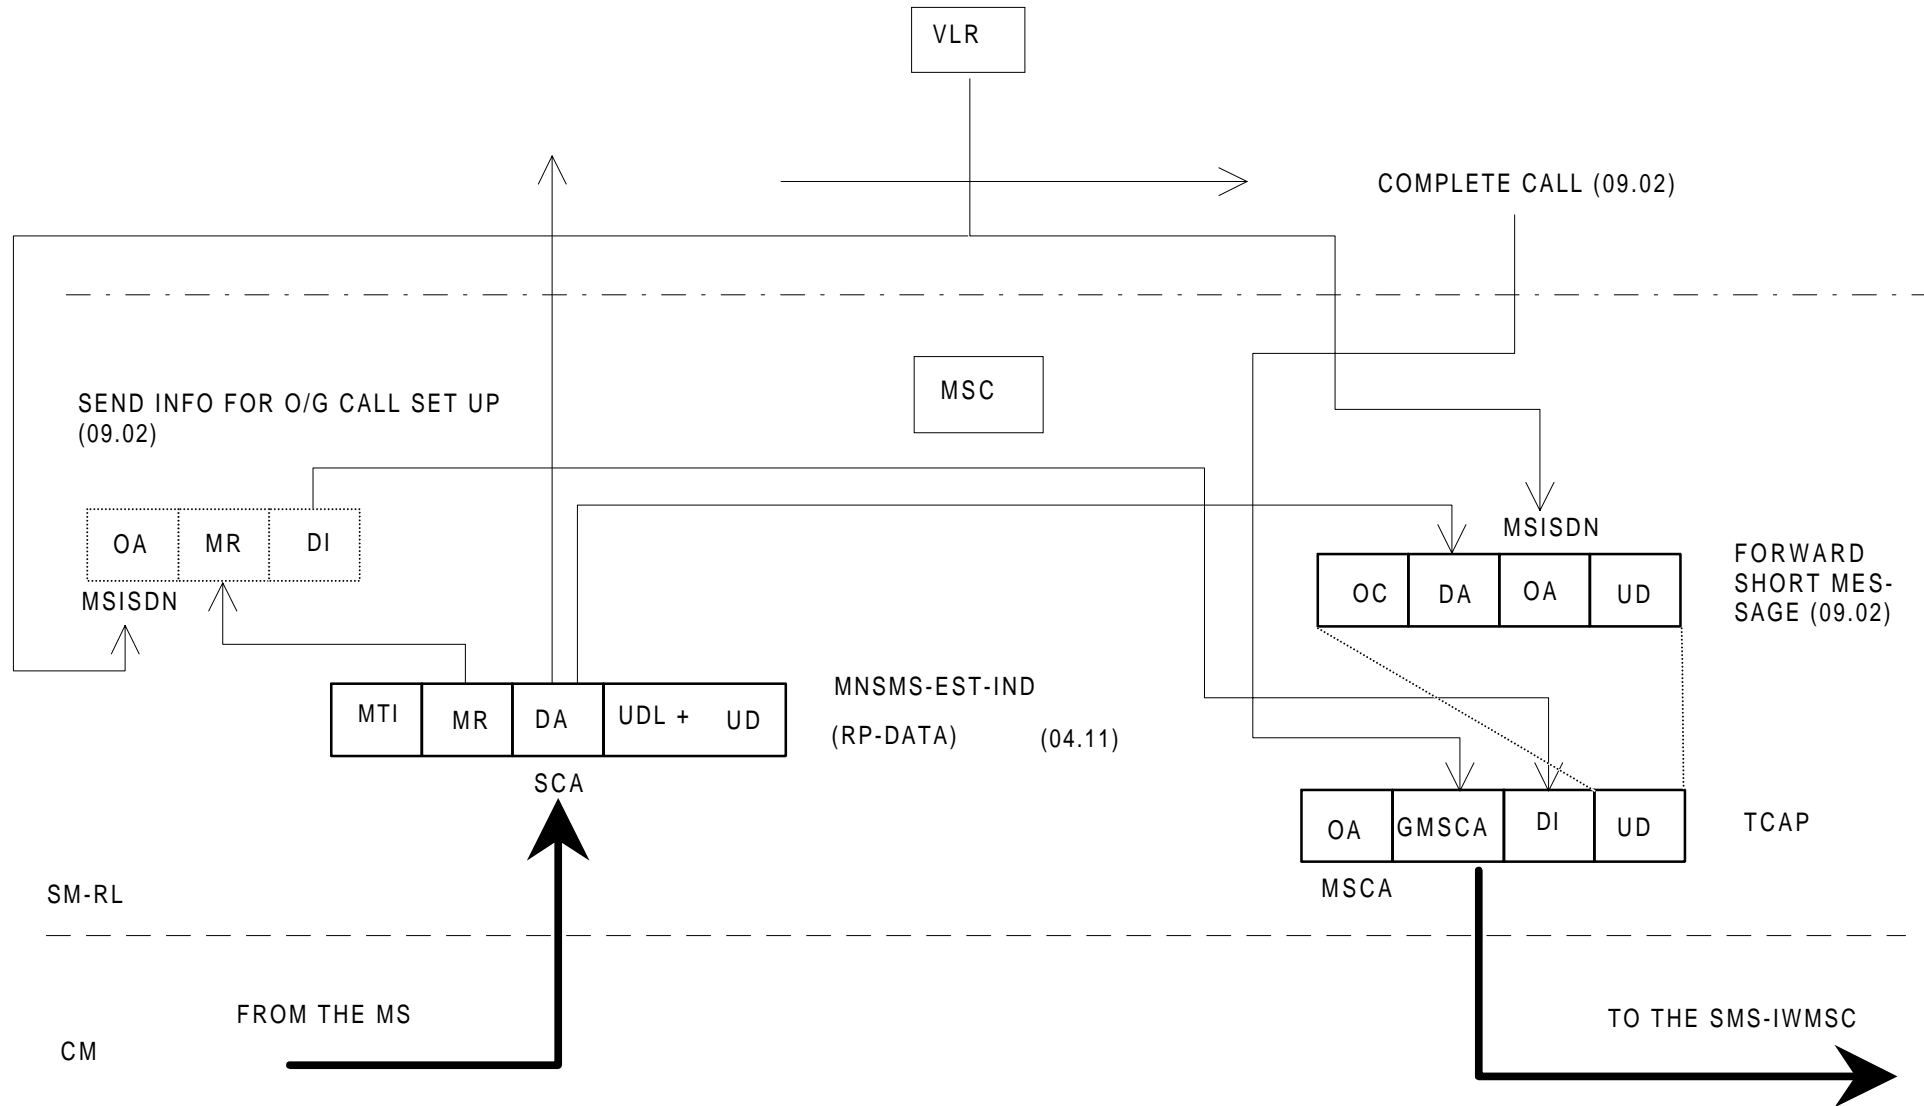 VLR
COMPLETE CALL (09.02)
MSC
SEND INFO FOR O/G CALL SET UP
(09.02)
OA MR DI
MSISDN
MSISDN
OC DA OA UD
FORWARD
SHORT MES-
SAGE (09.02)
MTI MR DA UDL + UD
MNSMS-EST-IND
(RP-DATA) (04.11)
SCA
OA GMSCA DI UD
TCAP
MSCA
SM-RL
FROM THE MS
TO THE SMS-IWMSC
CM